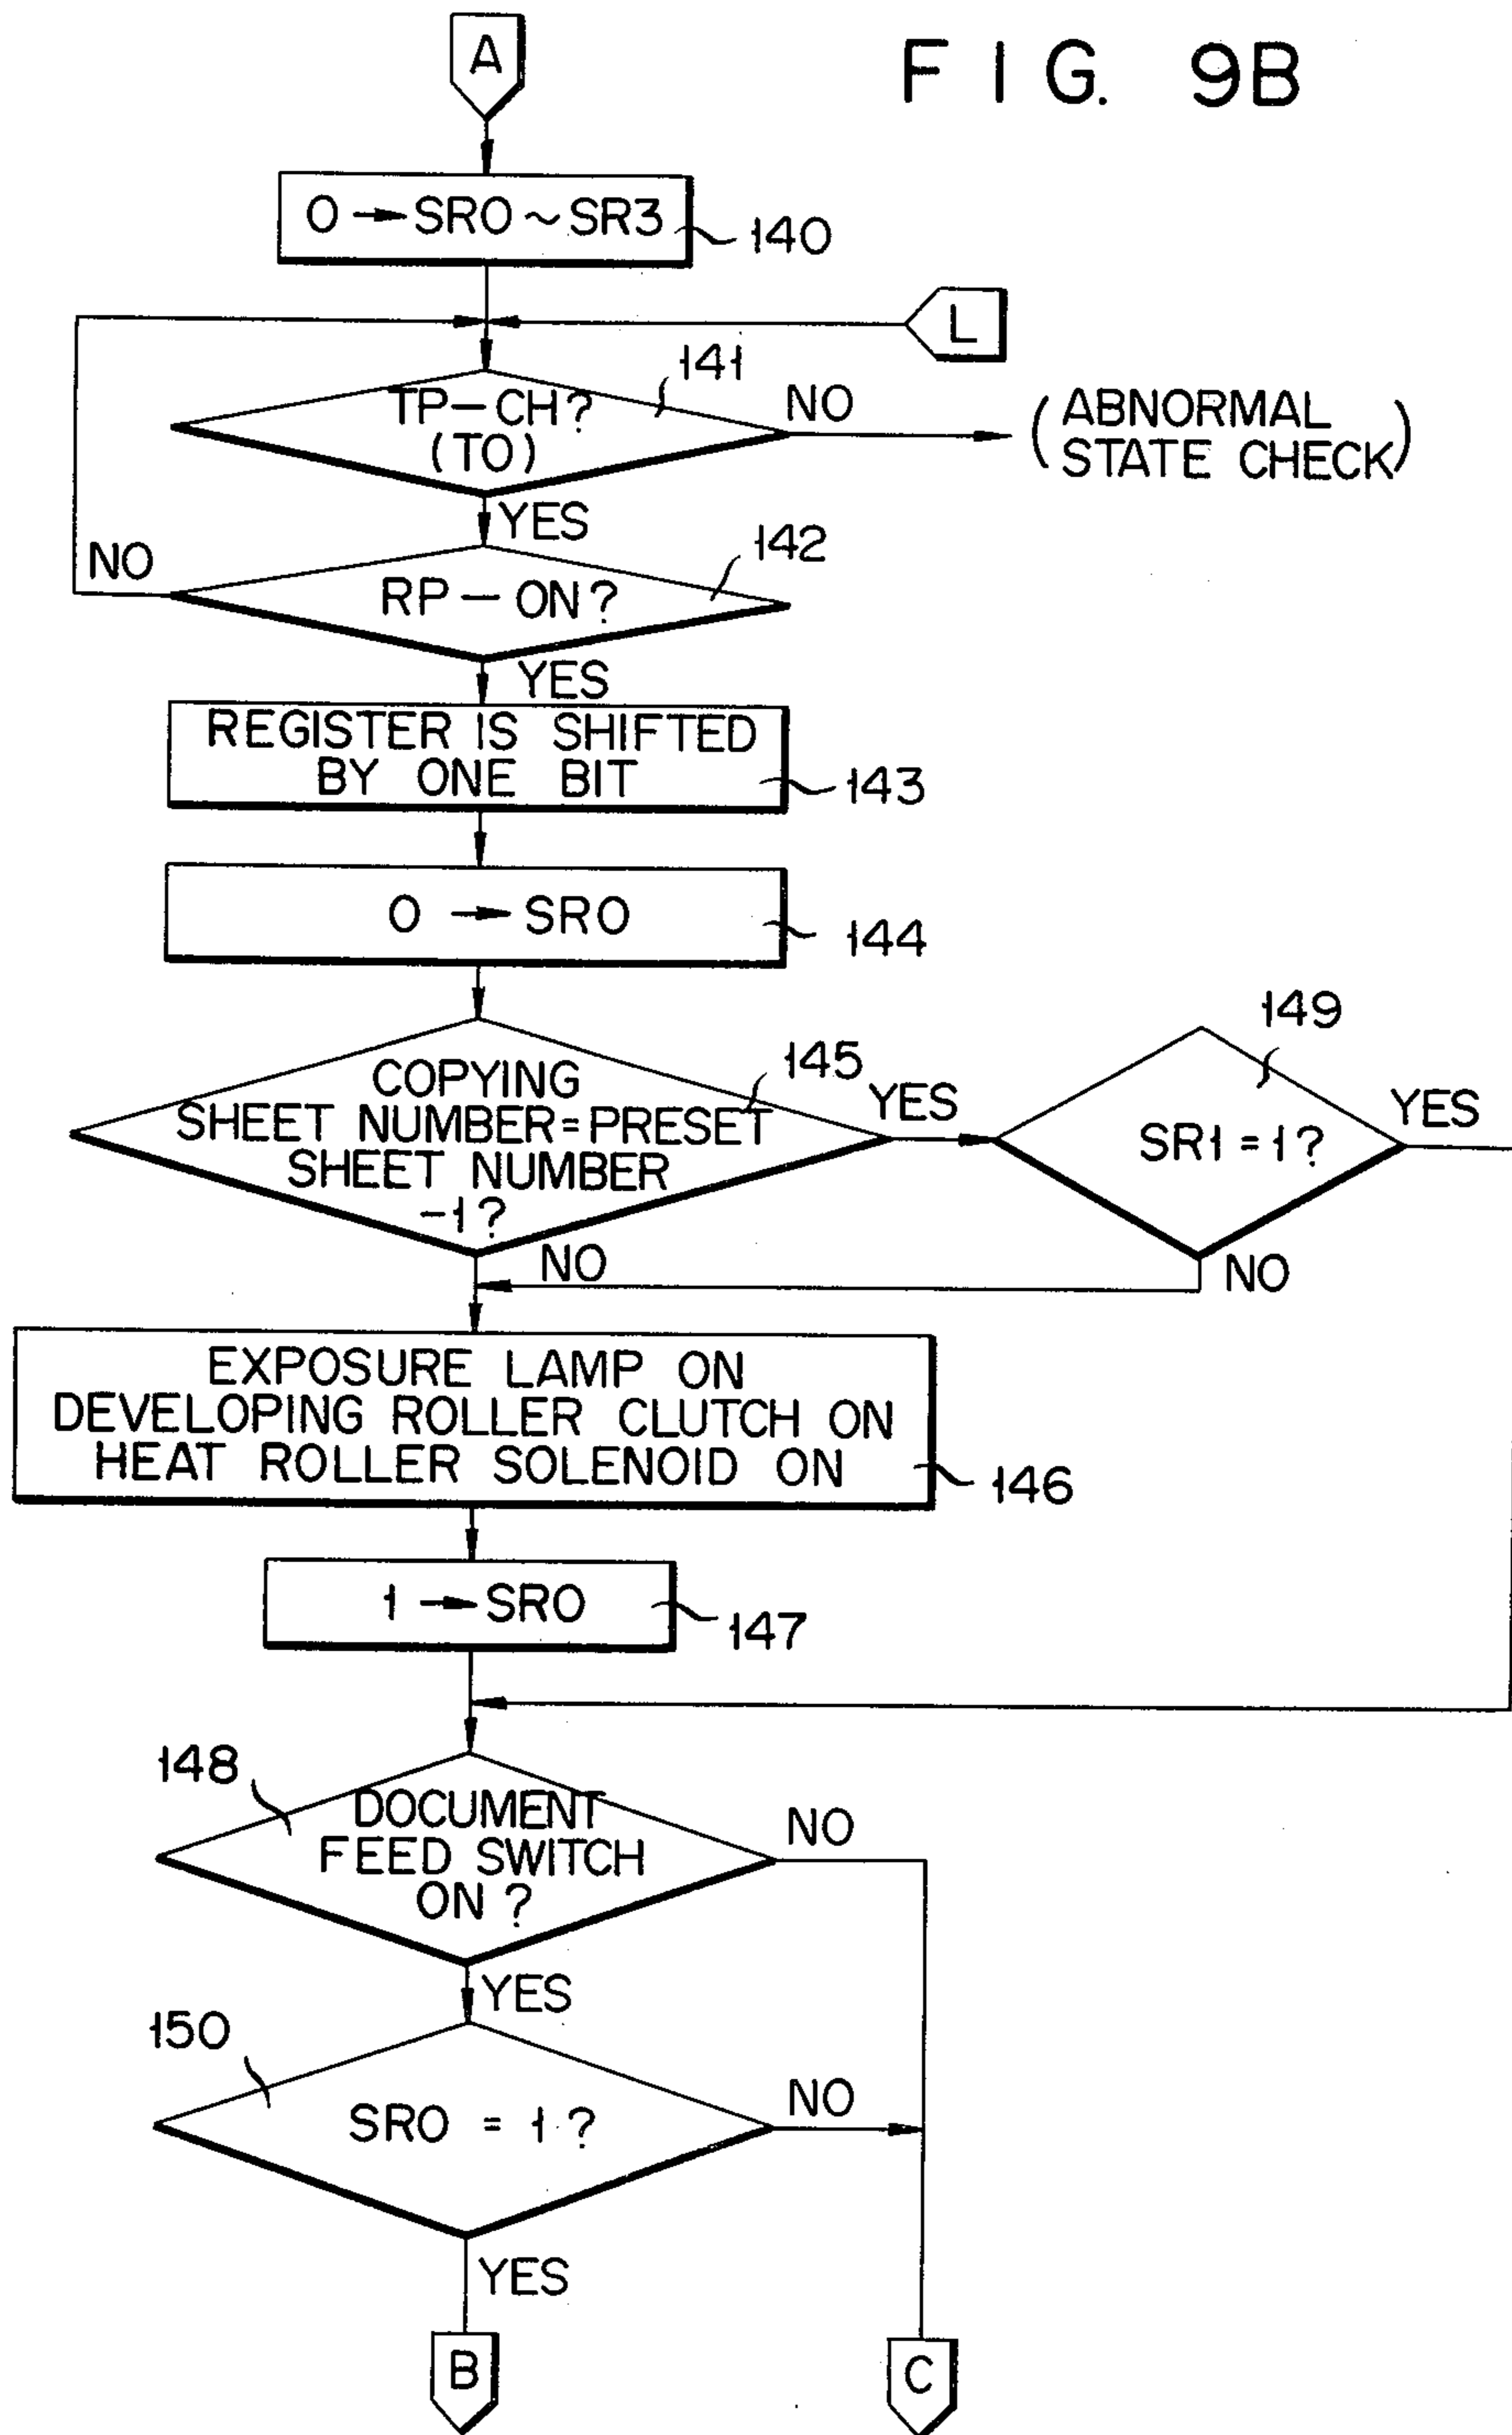 FIG. 9B
A
0 → SR0 ~ SR3
140
L
141
TP-CH?
(T0)
NO
(ABNORMAL
STATE CHECK)
YES
142
NO
RP-ON?
YES
REGISTER IS SHIFTED
BY ONE BIT
143
0 → SR0
144
149
145
COPYING
SHEET NUMBER=PRESET
SHEET NUMBER
-1?
YES
SR1=1?
YES
NO
NO
EXPOSURE LAMP ON
DEVELOPING ROLLER CLUTCH ON
HEAT ROLLER SOLENOID ON
146
1 → SR0
147
148
DOCUMENT
FEED SWITCH
ON?
NO
YES
150
SR0 = 1?
NO
YES
B
C